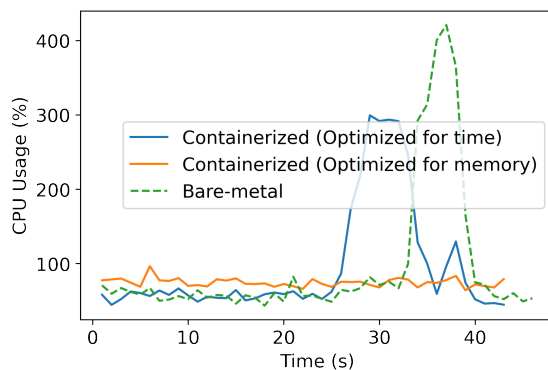 400
300
200
100
CPU Usage (%)
Containerized (Optimized for time)
Containerized (Optimized for memory)
Bare-metal
0
10
20
30
40
Time (s)